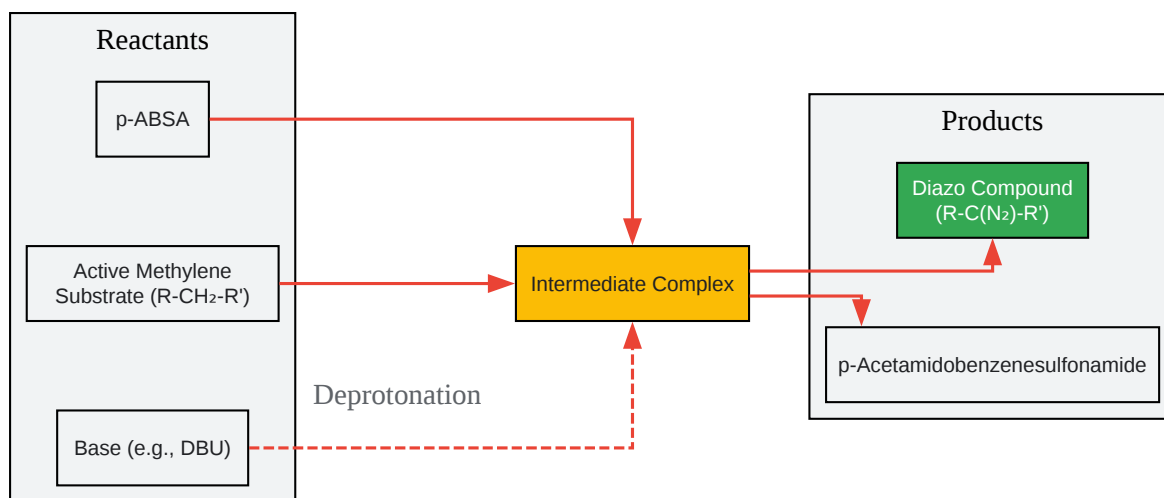 Reactants
p-ABSA
Active Methylene
Substrate (R-CH₂-R')
Base (e.g., DBU)
Deprotonation
Intermediate Complex
Products
Diazo Compound
(R-C(N₂)-R')
p-Acetamidobenzenesulfonamide